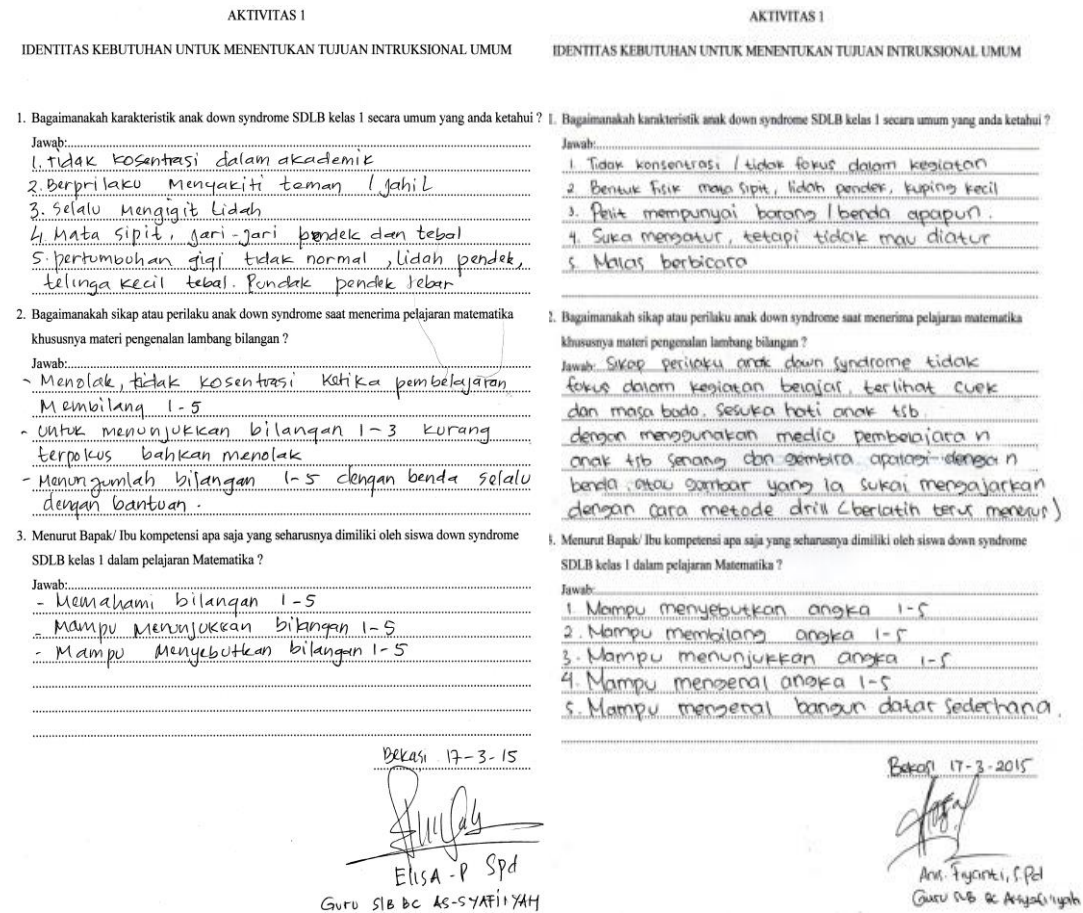 AKTIVITAS 1
IDENTITAS KEBUTUHAN UNTUK MENENTUKAN TUJUAN INTRUKSIONAL UMUM
1. Bagaimanakah karakteristik anak down syndrome SDLB kelas 1 secara umum yang anda ketahui ?
Jawab:
1. tidak kosentrasi dalam akademik
2. Berprilaku Menyakiti teman / Jahil
3. Selalu Mengigit Lidah
4. Mata Sipit, Jari-Jari pendek dan tebal
5. pertumbuhan gigi tidak normal, Lidah pendek,
telinga kecil tebal. Pundak pendek lebar
2. Bagaimanakah sikap atau perilaku anak down syndrome saat menerima pelajaran matematika
khususnya materi pengenalan lambang bilangan ?
Jawab:
- Menolak, tidak kosentrasi ketika pembelajaran
Membilang 1-5
- Untuk menunjukkan bilangan 1-3 kurang
terpokus bahkan menolak
- Menunjumlah bilangan 1-5 dengan benda selalu
dengan bantuan.
3. Menurut Bapak/ Ibu kompetensi apa saja yang seharusnya dimiliki oleh siswa down syndrome
SDLB kelas 1 dalam pelajaran Matematika ?
Jawab:
- Memahami bilangan 1-5
- Mampu Menunjukkan bilangan 1-5
- Mampu Menyebutkan bilangan 1-5
Bekasi 17-3-15
ElisA-P Spd
Guru SlB BC AS-SYAFIIYAH
AKTIVITAS 1
IDENTITAS KEBUTUHAN UNTUK MENENTUKAN TUJUAN INTRUKSIONAL UMUM
1. Bagaimanakah karakteristik anak down syndrome SDLB kelas 1 secara umum yang anda ketahui ?
Jawab:
1. Tidak konsentrasi / tidak fokus dalam kegiatan
2. Bentuk fisik mata sipit, lidah pendek, kuping kecil
3. Pelit mempunyai barang / benda apapun.
4. Suka mengatur, tetapi tidak mau diatur
5. Malas berbicara
2. Bagaimanakah sikap atau perilaku anak down syndrome saat menerima pelajaran matematika
khususnya materi pengenalan lambang bilangan ?
Jawab: Sikap perilaku anak down syndrome tidak
fokus dalam kegiatan belajar, terlihat cuek
dan masa bodo, sesuka hati anak tsb.
dengan menggunakan media pembelajaran
anak tsb senang dan gembira apalagi dengan
benda atau gambar yang ia sukai mengajarkan
dengan cara metode drill (berlatih terus menerus)
3. Menurut Bapak/ Ibu kompetensi apa saja yang seharusnya dimiliki oleh siswa down syndrome
SDLB kelas 1 dalam pelajaran Matematika ?
Jawab:
1. Mampu menyebutkan angka 1-5
2. Mampu membilang angka 1-5
3. Mampu menunjukkan angka 1-5
4. Mampu mengenal angka 1-5
5. Mampu mengenal bangun datar sederhana.
Bekasi 17-3-2015
Fiyanti, S.Pd
Guru SLB BC